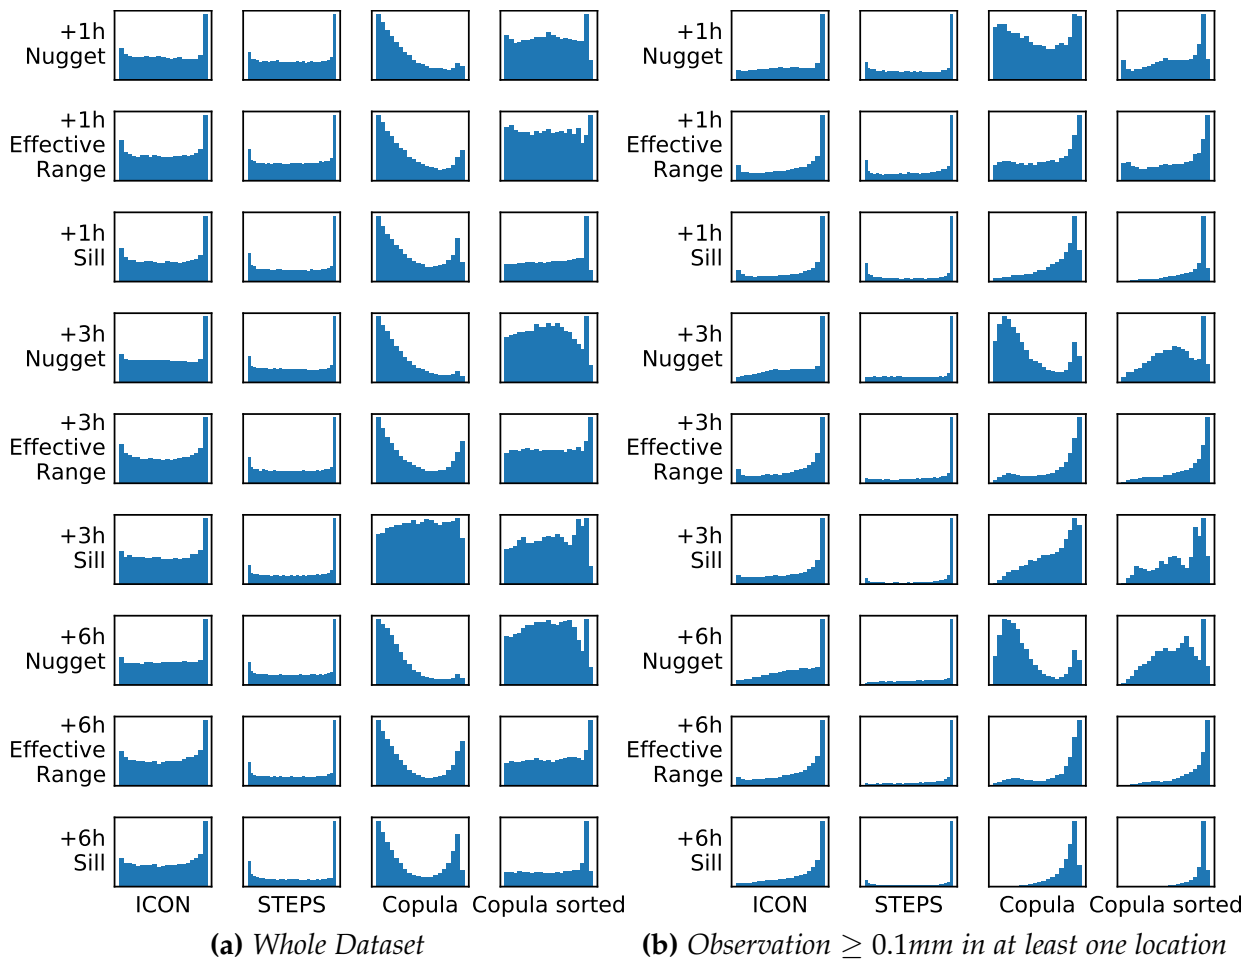 +1h
Nugget
+1h
Effective
Range
+1h
Sill
+3h
Nugget
+3h
Effective
Range
+3h
Sill
+6h
Nugget
+6h
Effective
Range
+6h
Sill
ICON STEPS Copula Copula sorted
(a) Whole Dataset
+1h
Nugget
+1h
Effective
Range
+1h
Sill
+3h
Nugget
+3h
Effective
Range
+3h
Sill
+6h
Nugget
+6h
Effective
Range
+6h
Sill
ICON STEPS Copula Copula sorted
(b) Observation ≥ 0.1mm in at least one location